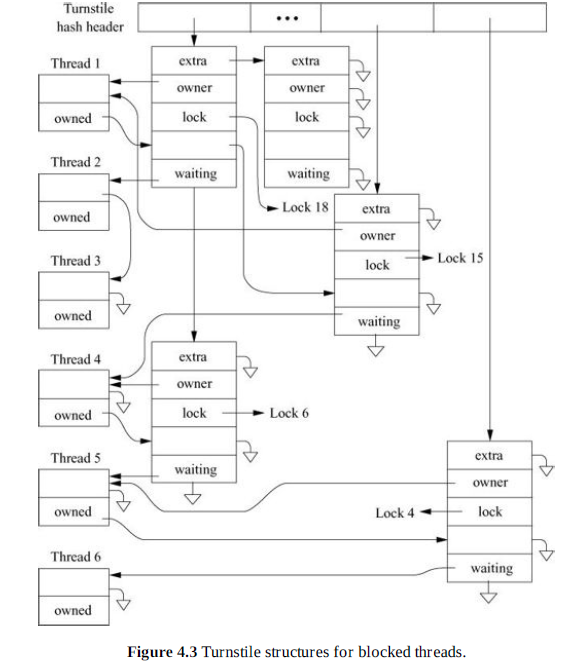 Turnstile
hash header
•••
Thread 1
owned
extra
owner
lock
waiting
extra
owner
lock
waiting
Thread 2
owned
Lock 18
extra
owner
lock
waiting
Lock 15
Thread 3
owned
Thread 4
owned
extra
owner
lock
waiting
Lock 6
Thread 5
owned
extra
owner
lock
waiting
Lock 4
Thread 6
owned
Figure 4.3 Turnstile structures for blocked threads.